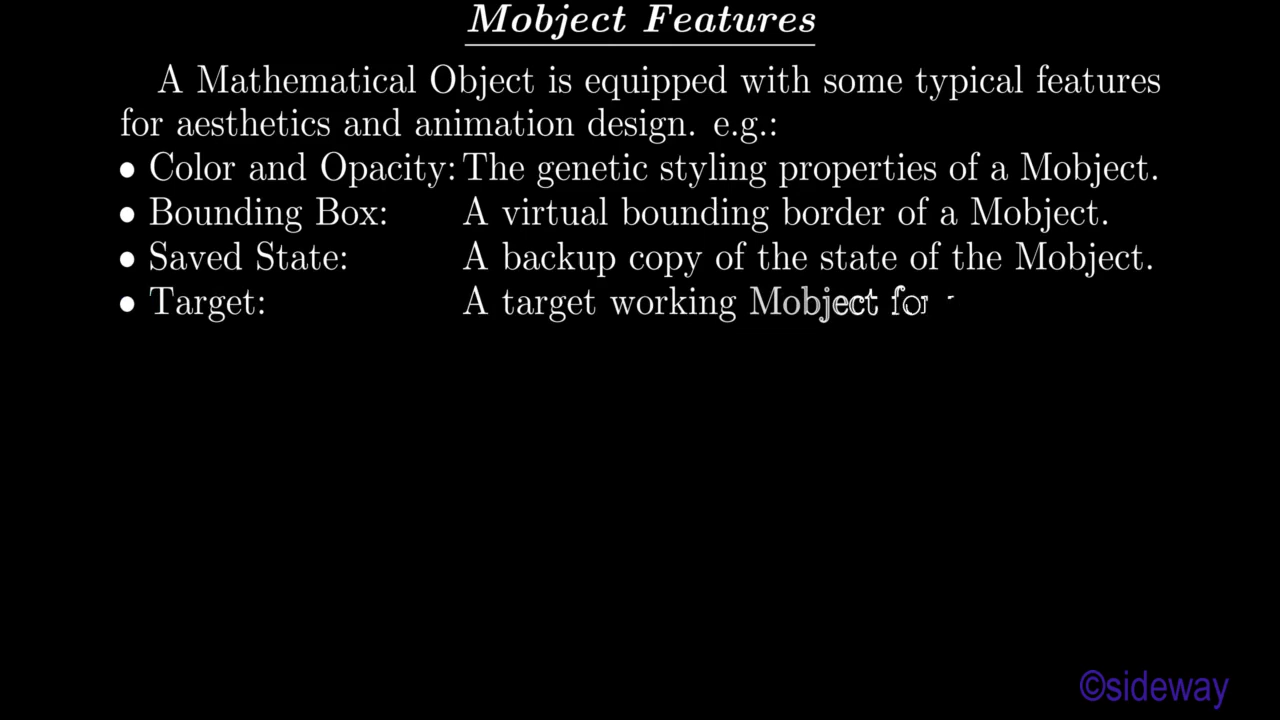 Mobject Features
A Mathematical Object is equipped with some typical features
for aesthetics and animation design. e.g.:
• Color and Opacity: The genetic styling properties of a Mobject.
• Bounding Box: A virtual bounding border of a Mobject.
• Saved State: A backup copy of the state of the Mobject.
• Target: A target working Mobject for
©sideway